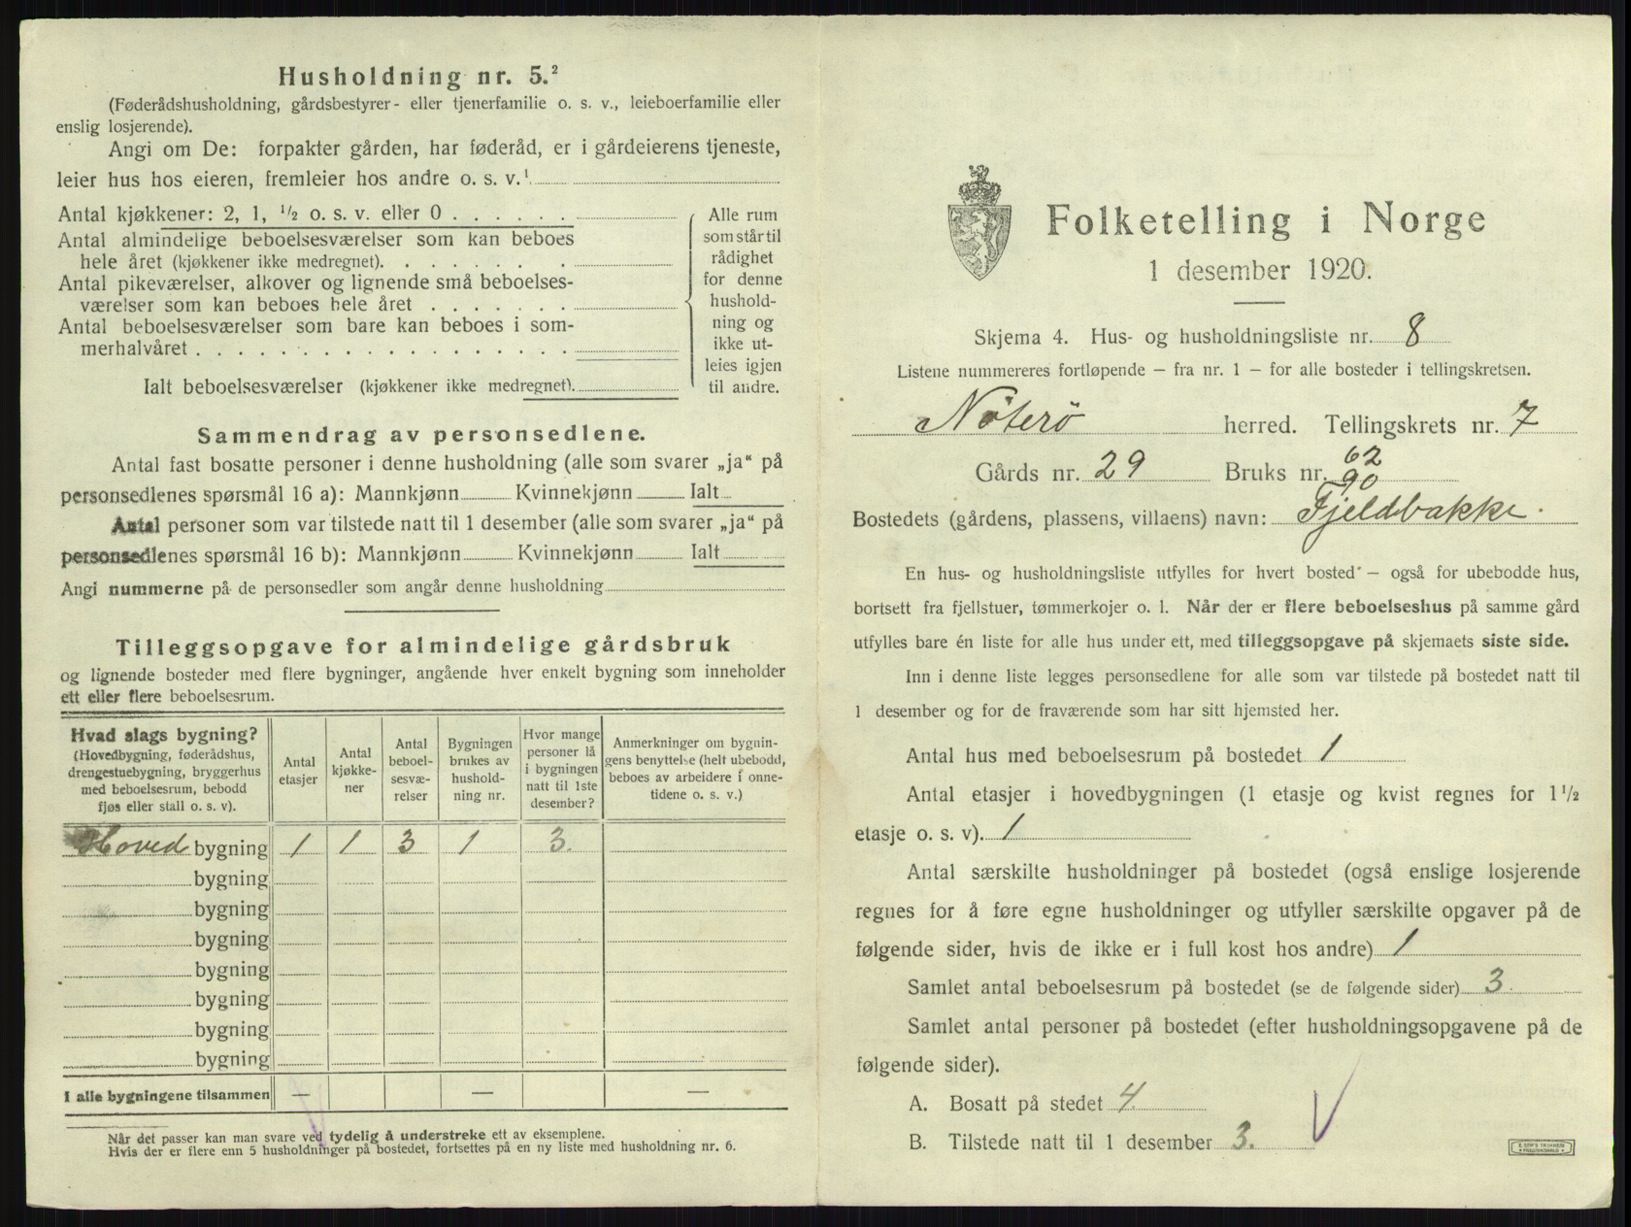 Husholdning nr. 5.²
(Føderådshusholdning, gårdsbestyrer- eller tjenerfamilie o. s. v., leieboerfamilie eller
enslig losjerende).
Angi om De: forpakter gården, har føderåd, er i gårdeierens tjeneste,
leier hus hos eieren, fremleier hos andre o. s. v.¹
Antal kjøkkener: 2, 1, ½ o. s. v. eller 0
Antal almindelige beboelsesværelser som kan beboes
hele året (kjøkkener ikke medregnet).
Antal pikeværelser, alkover og lignende små beboelses-
værelser som kan beboes hele året
Antal beboelsesværelser som bare kan beboes i som-
merhalvåret
Ialt beboelsesværelser (kjøkkener ikke medregnet).
Alle rum
som står til
rådighet
for denne
hushold-
ning og
ikke ut-
leies igjen
til andre.
Sammendrag av personsedlene.
Antal fast bosatte personer i denne husholdning (alle som svarer „ja“ på
personsedlenes spørsmål 16 a): Mannkjønn Kvinnekjønn Ialt
Antal personer som var tilstede natt til 1 desember (alle som svarer „ja“ på
personsedlenes spørsmål 16 b): Mannkjønn Kvinnekjønn Ialt
Angi nummerne på de personsedler som angår denne husholdning
Tilleggsopgave for almindelige gårdsbruk
og lignende bosteder med flere bygninger, angående hver enkelt bygning som inneholder
ett eller flere beboelsesrum.
Hvad slags bygning?
(Hovedbygning, føderådshus,
drengestuebygning, bryggerhus
med beboelsesrum, bebodd
fjøs eller stall o. s. v).
Antal
etasjer
Antal
kjøkke-
ner
Antal
beboel-
sesvæ-
relser
Bygningen
brukes av
hushold-
ning nr.
Hvor mange
personer lå
i bygningen
natt til 1ste
desember?
Anmerkninger om bygnin-
gens benyttelse (helt ubebodd,
beboes av arbeidere i onne-
tidene o. s. v.)
Hoved bygning 1 1 3 1 3.
bygning
bygning
bygning
bygning
bygning
bygning
bygning
I alle bygningene tilsammen — — —
Når det passer kan man svare ved tydelig å understreke ett av eksemplene.
Hvis der er flere enn 5 husholdninger på bostedet, fortsettes på en ny liste med husholdning nr. 6.
Folketelling i Norge
1 desember 1920.
Skjema 4. Hus- og husholdningsliste nr. 8
Listene nummereres fortløpende — fra nr. 1 — for alle bosteder i tellingskretsen.
Nøterö herred. Tellingskrets nr. 7
62
Gårds nr. 29 Bruks nr. 90
Bostedets (gårdens, plassens, villaens) navn: Fjeldbakke.
En hus- og husholdningsliste utfylles for hvert bosted — også for ubebodde hus,
bortsett fra fjellstuer, tømmerkojer o. l. Når der er flere beboelseshus på samme gård
utfylles bare én liste for alle hus under ett, med tilleggsopgave på skjemaets siste side.
Inn i denne liste legges personsedlene for alle som var tilstede på bostedet natt til
1 desember og for de fraværende som har sitt hjemsted her.
Antal hus med beboelsesrum på bostedet 1
Antal etasjer i hovedbygningen (1 etasje og kvist regnes for 1½
etasje o. s. v). 1
Antal særskilte husholdninger på bostedet (også enslige losjerende
regnes for å føre egne husholdninger og utfyller særskilte opgaver på de
følgende sider, hvis de ikke er i full kost hos andre) 1
Samlet antal beboelsesrum på bostedet (se de følgende sider) 3.
Samlet antal personer på bostedet (efter husholdningsopgavene på de
følgende sider).
A. Bosatt på stedet 4.
B. Tilstede natt til 1 desember 3.